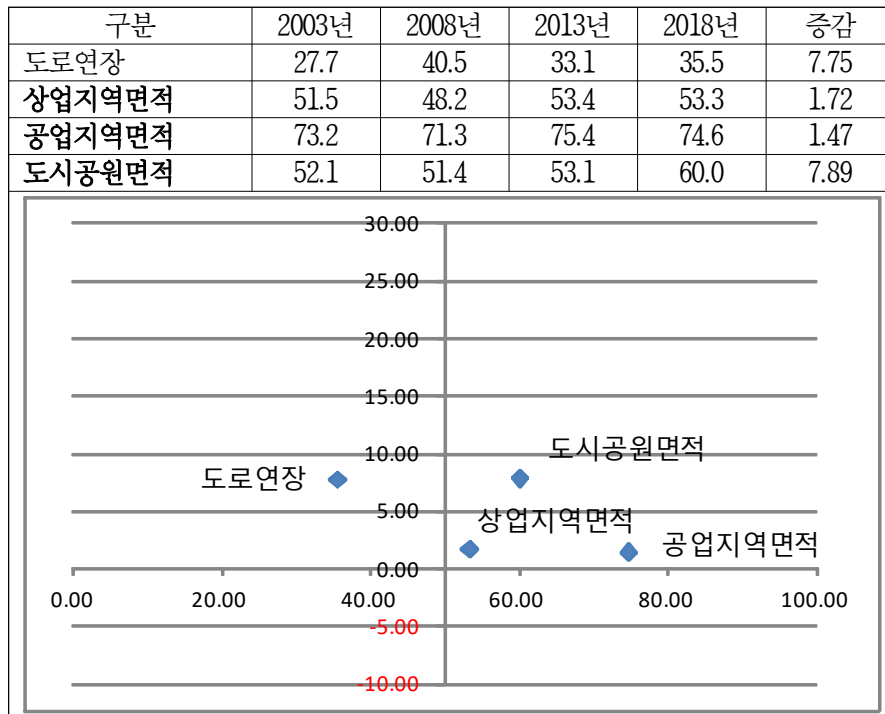 구분 2003년 2008년 2013년 2018년 증감
도로연장 27.7 40.5 33.1 35.5 7.75
상업지역면적 51.5 48.2 53.4 53.3 1.72
공업지역면적 73.2 71.3 75.4 74.6 1.47
도시공원면적 52.1 51.4 53.1 60.0 7.89
30.00
25.00
20.00
15.00
10.00
도시공원면적
도로연장
5.00
상업지역면적
공업지역면적
0.00
0.00 20.00 40.00 60.00 80.00 100.00
-5.00
-10.00